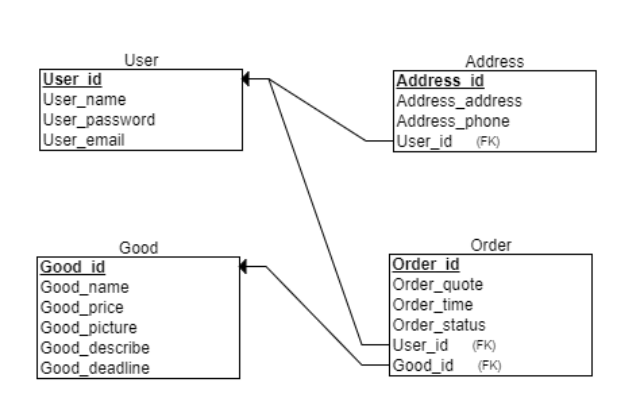 User
User_id
User_name
User_password
User_email
Address
Address_id
Address_address
Address_phone
User_id (FK)
Good
Good_id
Good_name
Good_price
Good_picture
Good_describe
Good_deadline
Order
Order_id
Order_quote
Order_time
Order_status
User_id (FK)
Good_id (FK)